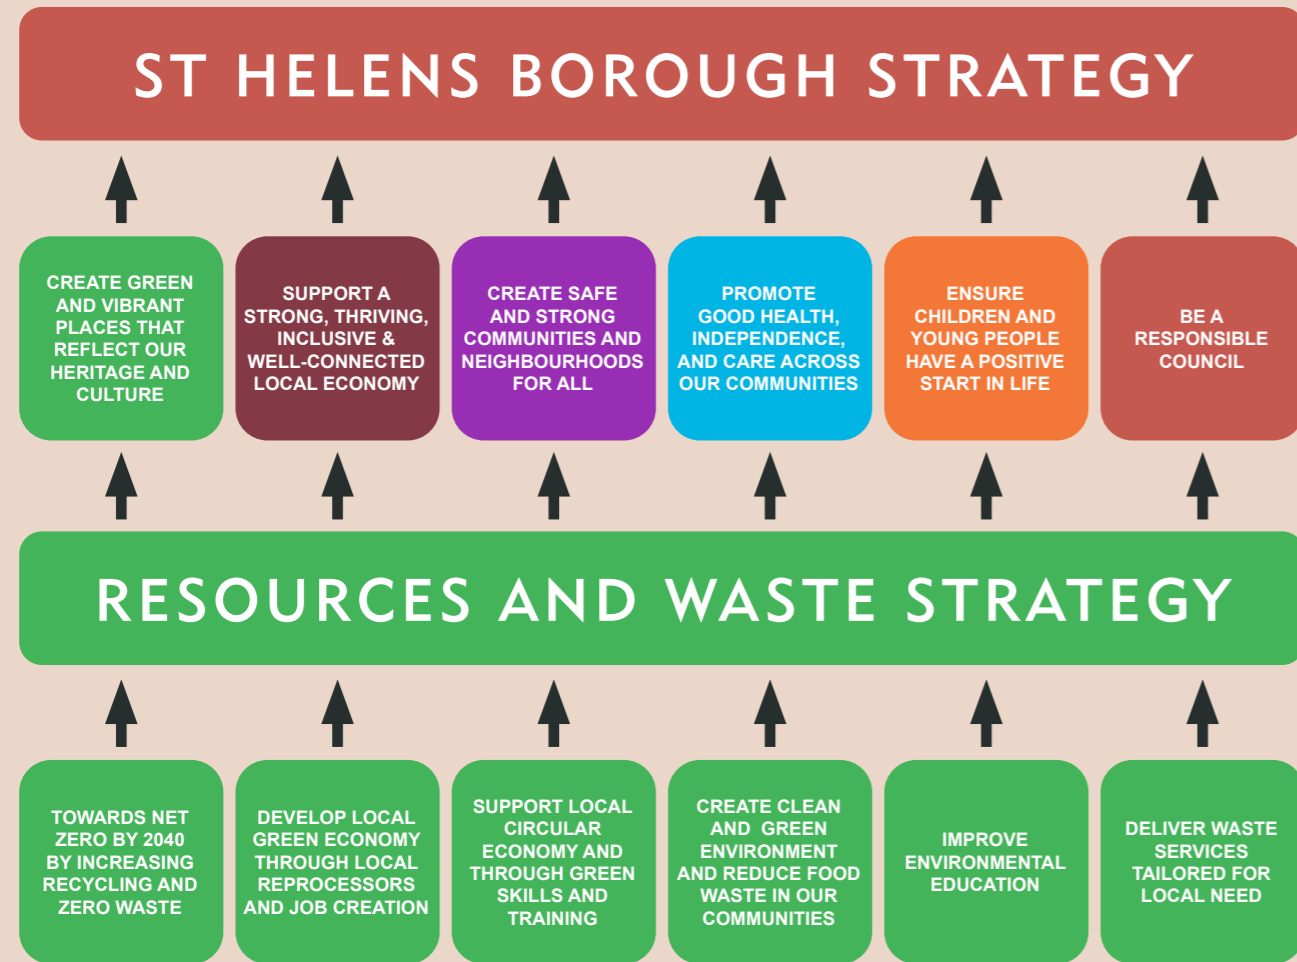 ST HELENS BOROUGH STRATEGY
CREATE GREEN
AND VIBRANT
PLACES THAT
REFLECT OUR
HERITAGE AND
CULTURE
SUPPORT A
STRONG, THRIVING,
INCLUSIVE &
WELL-CONNECTED
LOCAL ECONOMY
CREATE SAFE
AND STRONG
COMMUNITIES AND
NEIGHBOURHOODS
FOR ALL
PROMOTE
GOOD HEALTH,
INDEPENDENCE,
AND CARE ACROSS
OUR COMMUNITIES
ENSURE
CHILDREN AND
YOUNG PEOPLE
HAVE A POSITIVE
START IN LIFE
BE A
RESPONSIBLE
COUNCIL
RESOURCES AND WASTE STRATEGY
TOWARDS NET
ZERO BY 2040
BY INCREASING
RECYCLING AND
ZERO WASTE
DEVELOP LOCAL
GREEN ECONOMY
THROUGH LOCAL
REPROCESSORS
AND JOB CREATION
SUPPORT LOCAL
CIRCULAR
ECONOMY AND
THROUGH GREEN
SKILLS AND
TRAINING
CREATE CLEAN
AND GREEN
ENVIRONMENT
AND REDUCE FOOD
WASTE IN OUR
COMMUNITIES
IMPROVE
ENVIRONMENTAL
EDUCATION
DELIVER WASTE
SERVICES
TAILORED FOR
LOCAL NEED